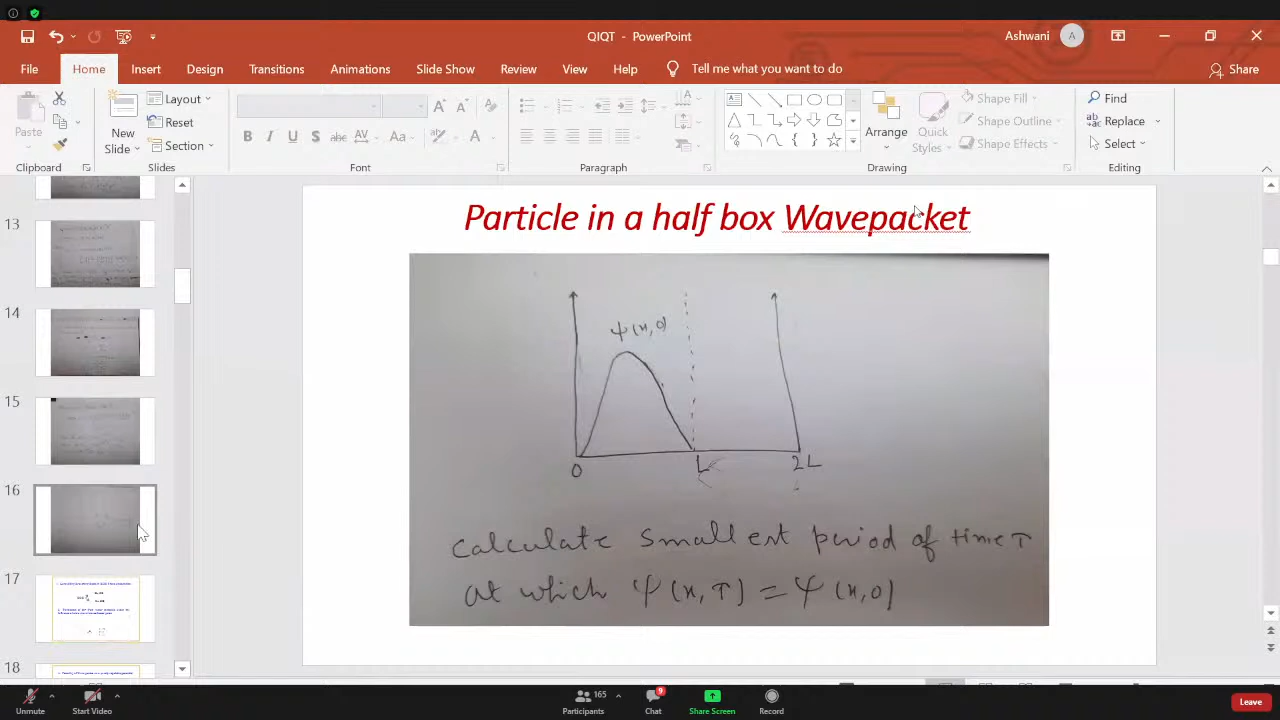 QIQT - PowerPoint
Ashwani
A
File
Home
Insert
Design
Transitions
Animations
Slide Show
Review
View
Help
Tell me what you want to do
Share
Paste
New
Slide
Layout
Reset
Section
B I U S abc AV Aa A
Arrange
Quick
Styles
Shape Fill
Shape Outline
Shape Effects
Find
Replace
Select
Clipboard
Slides
Font
Paragraph
Drawing
Editing
13
14
15
16
17
18
Particle in a half box Wavepacket
ψ(x,0)
0
L
2L
Calculate smallest period of time T
at which ψ(x,T) = ψ(x,0)
Unmute
Start Video
165
Participants
9
Chat
Share Screen
Record
Leave